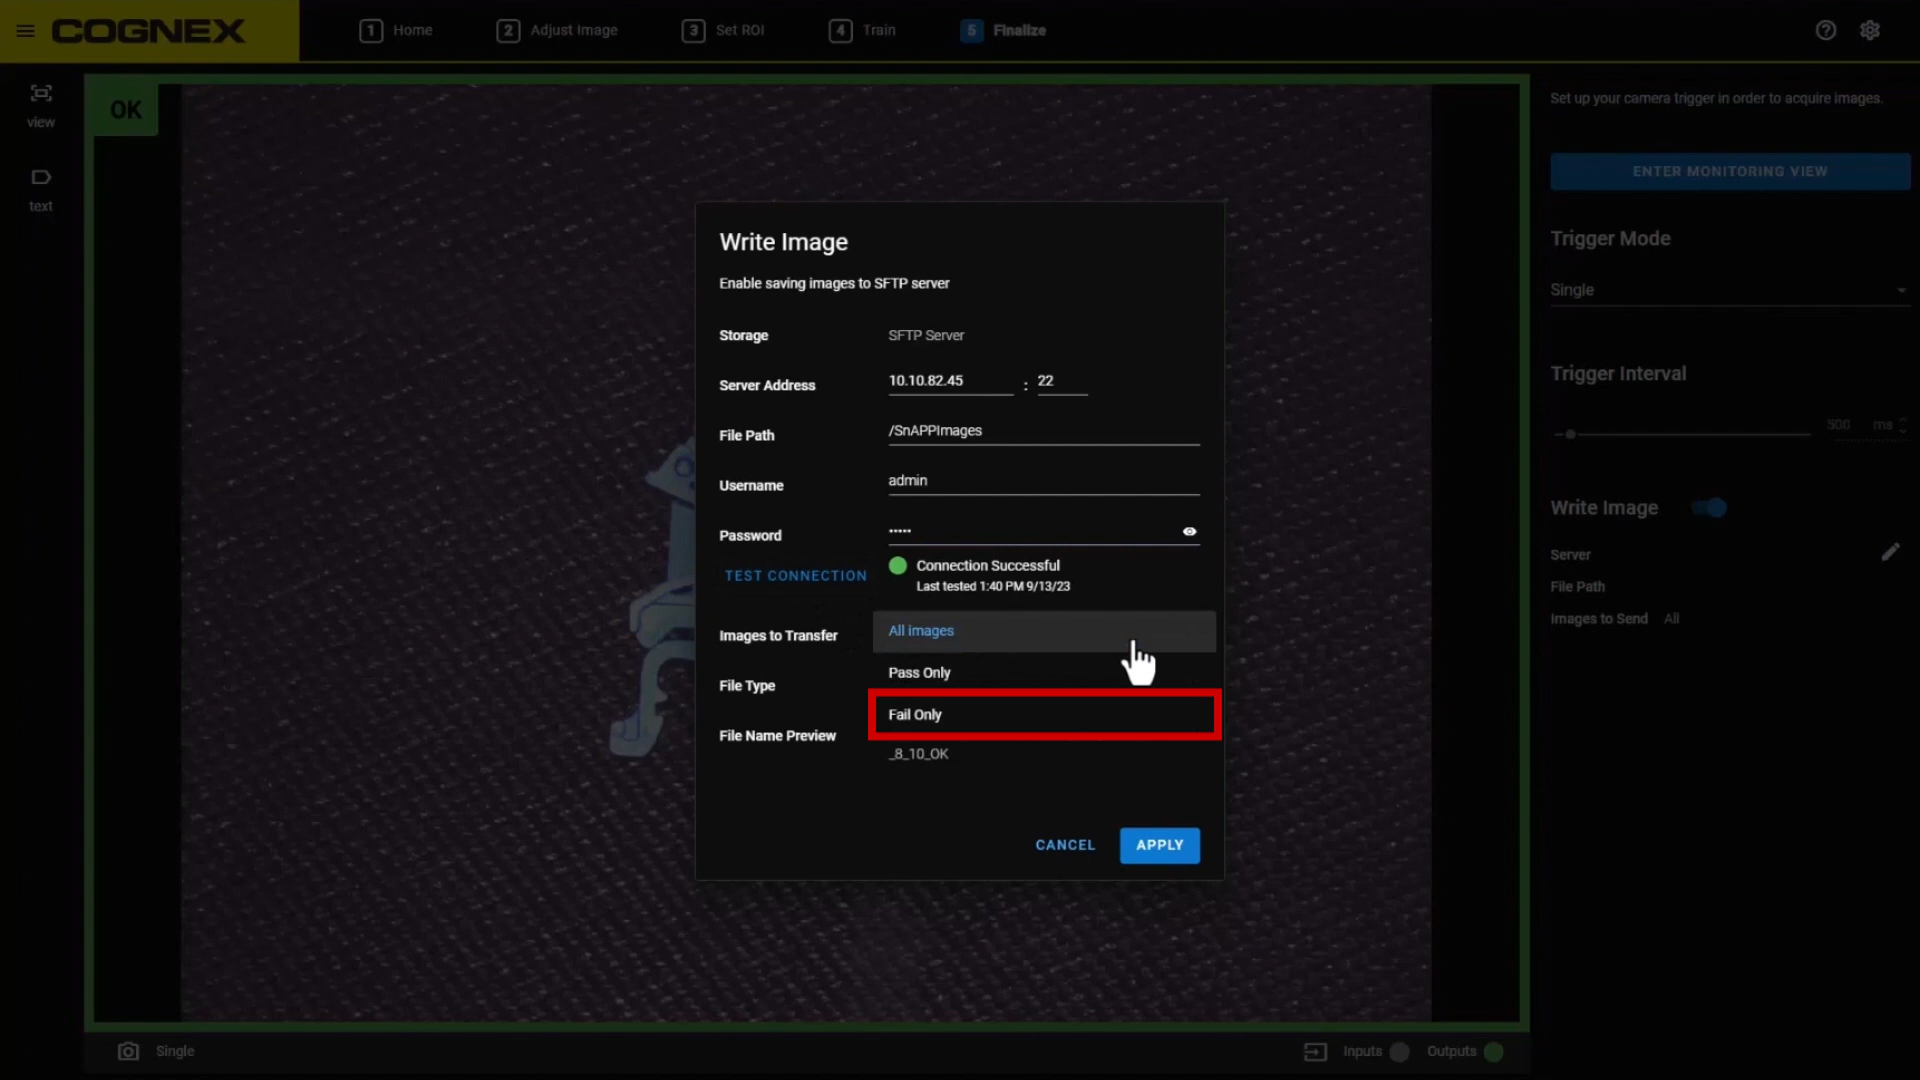 COGNEX
1 Home
2 Adjust Image
3 Set ROI
4 Train
5 Finalize
view
text
OK
Write Image
Enable saving images to SFTP server
Storage SFTP Server
Server Address 10.10.82.45 : 22
File Path /SnAPPImages
Username admin
Password •••••
TEST CONNECTION
Connection Successful
Last tested 1:40 PM 9/13/23
Images to Transfer
All images
Pass Only
File Type
Fail Only
File Name Preview
_8_10_OK
CANCEL APPLY
Set up your camera trigger in order to acquire images.
ENTER MONITORING VIEW
Trigger Mode
Single
Trigger Interval
500 ms
Write Image
Server
File Path
Images to Send All
Single
Inputs
Outputs